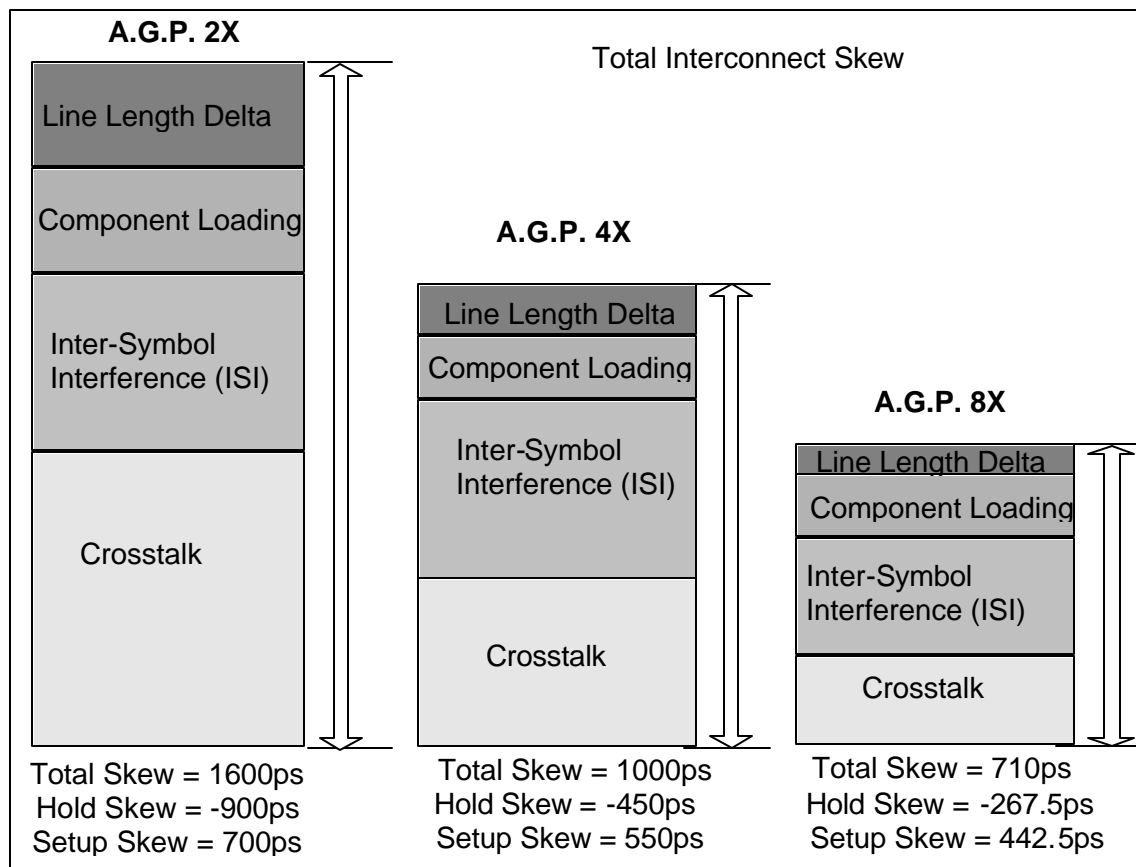 A.G.P. 2X
Total Interconnect Skew
Line Length Delta
Component Loading
Inter-Symbol
Interference (ISI)
Crosstalk
Total Skew = 1600ps
Hold Skew = -900ps
Setup Skew = 700ps
A.G.P. 4X
Line Length Delta
Component Loading
Inter-Symbol
Interference (ISI)
Crosstalk
Total Skew = 1000ps
Hold Skew = -450ps
Setup Skew = 550ps
A.G.P. 8X
Line Length Delta
Component Loading
Inter-Symbol
Interference (ISI)
Crosstalk
Total Skew = 710ps
Hold Skew = -267.5ps
Setup Skew = 442.5ps